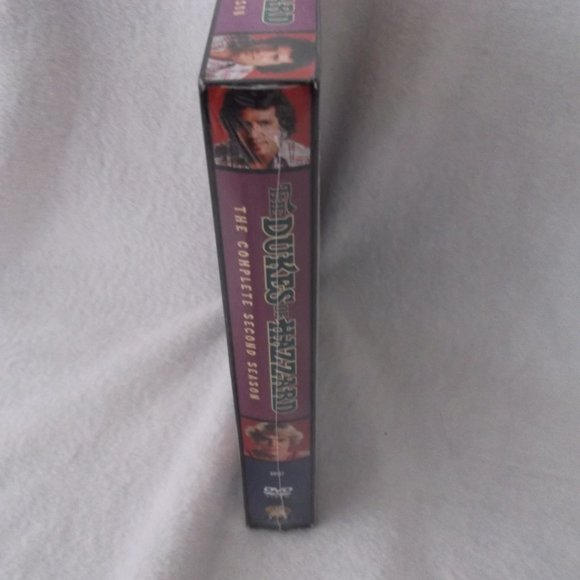 THE DUKES OF HAZZARD
THE COMPLETE SECOND SEASON
DVD